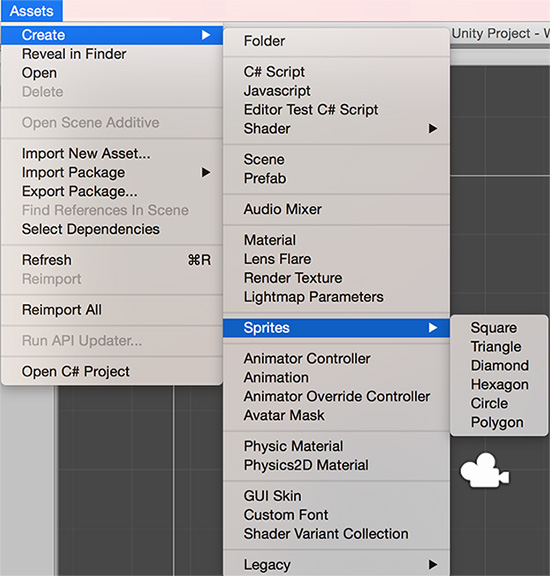 Assets
Create
Reveal in Finder
Open
Delete
Open Scene Additive
Import New Asset...
Import Package
Export Package...
Find References In Scene
Select Dependencies
Refresh ⌘R
Reimport
Reimport All
Run API Updater...
Open C# Project
Folder
C# Script
Javascript
Editor Test C# Script
Shader
Scene
Prefab
Audio Mixer
Material
Lens Flare
Render Texture
Lightmap Parameters
Sprites
Animator Controller
Animation
Animator Override Controller
Avatar Mask
Physic Material
Physics2D Material
GUI Skin
Custom Font
Shader Variant Collection
Legacy
Unity Project -
Square
Triangle
Diamond
Hexagon
Circle
Polygon